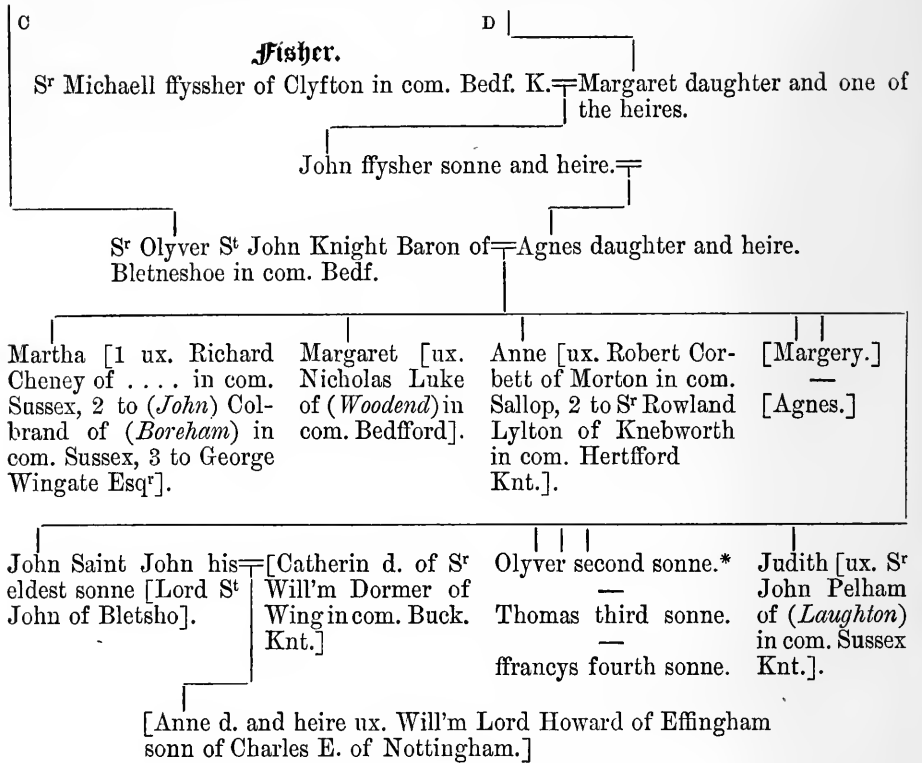 C
D
Fisher.
Sʳ Michaell ffyssher of Clyfton in com. Bedf. K.
Margaret daughter and one of
the heires.
John ffysher sonne and heire.
Sʳ Olyver Sᵗ John Knight Baron of
Bletneshoe in com. Bedf.
Agnes daughter and heire.
Martha [1 ux. Richard
Cheney of .... in com.
Sussex, 2 to (John) Col-
brand of (Boreham) in
com. Sussex, 3 to George
Wingate Esqʳ].
Margaret [ux.
Nicholas Luke
of (Woodend) in
com. Bedfford].
Anne [ux. Robert Cor-
bett of Morton in com.
Sallop, 2 to Sʳ Rowland
Lylton of Knebworth
in com. Hertfford
Knt.].
[Margery.]
—
[Agnes.]
John Saint John his
eldest sonne [Lord Sᵗ
John of Bletsho].
[Catherin d. of Sʳ
Will'm Dormer of
Wing in com. Buck.
Knt.]
Olyver second sonne.*
—
Thomas third sonne.
—
ffrancys fourth sonne.
Judith [ux. Sʳ
John Pelham
of (Laughton)
in com. Sussex
Knt.].
[Anne d. and heire ux. Will'm Lord Howard of Effingham
sonn of Charles E. of Nottingham.]